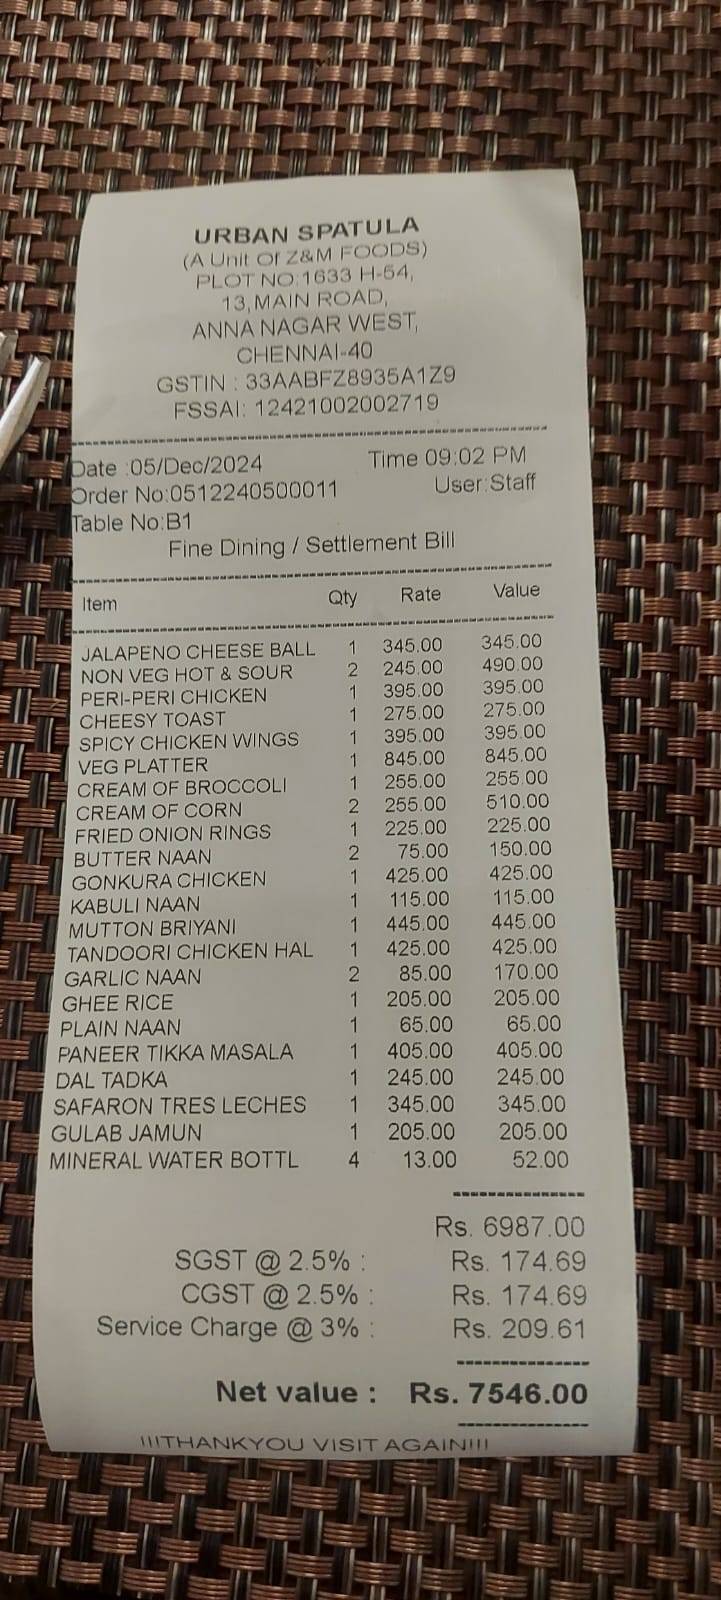 URBAN SPATULA
(A Unit Of Z&M FOODS)
PLOT NO:1633 H-54,
13,MAIN ROAD,
ANNA NAGAR WEST,
CHENNAI-40
GSTIN : 33AABFZ8935A1Z9
FSSAI: 12421002002719
Date :05/Dec/2024 Time 09:02 PM
Order No:0512240500011 User:Staff
Table No:B1
Fine Dining / Settlement Bill
Item Qty Rate Value
JALAPENO CHEESE BALL 1 345.00 345.00
NON VEG HOT & SOUR 2 245.00 490.00
PERI-PERI CHICKEN 1 395.00 395.00
CHEESY TOAST 1 275.00 275.00
SPICY CHICKEN WINGS 1 395.00 395.00
VEG PLATTER 1 845.00 845.00
CREAM OF BROCCOLI 1 255.00 255.00
CREAM OF CORN 2 255.00 510.00
FRIED ONION RINGS 1 225.00 225.00
BUTTER NAAN 2 75.00 150.00
GONKURA CHICKEN 1 425.00 425.00
KABULI NAAN 1 115.00 115.00
MUTTON BRIYANI 1 445.00 445.00
TANDOORI CHICKEN HAL 1 425.00 425.00
GARLIC NAAN 2 85.00 170.00
GHEE RICE 1 205.00 205.00
PLAIN NAAN 1 65.00 65.00
PANEER TIKKA MASALA 1 405.00 405.00
DAL TADKA 1 245.00 245.00
SAFARON TRES LECHES 1 345.00 345.00
GULAB JAMUN 1 205.00 205.00
MINERAL WATER BOTTL 4 13.00 52.00
Rs. 6987.00
SGST @ 2.5% : Rs. 174.69
CGST @ 2.5% : Rs. 174.69
Service Charge @ 3% : Rs. 209.61
Net value : Rs. 7546.00
!!!THANKYOU VISIT AGAIN!!!